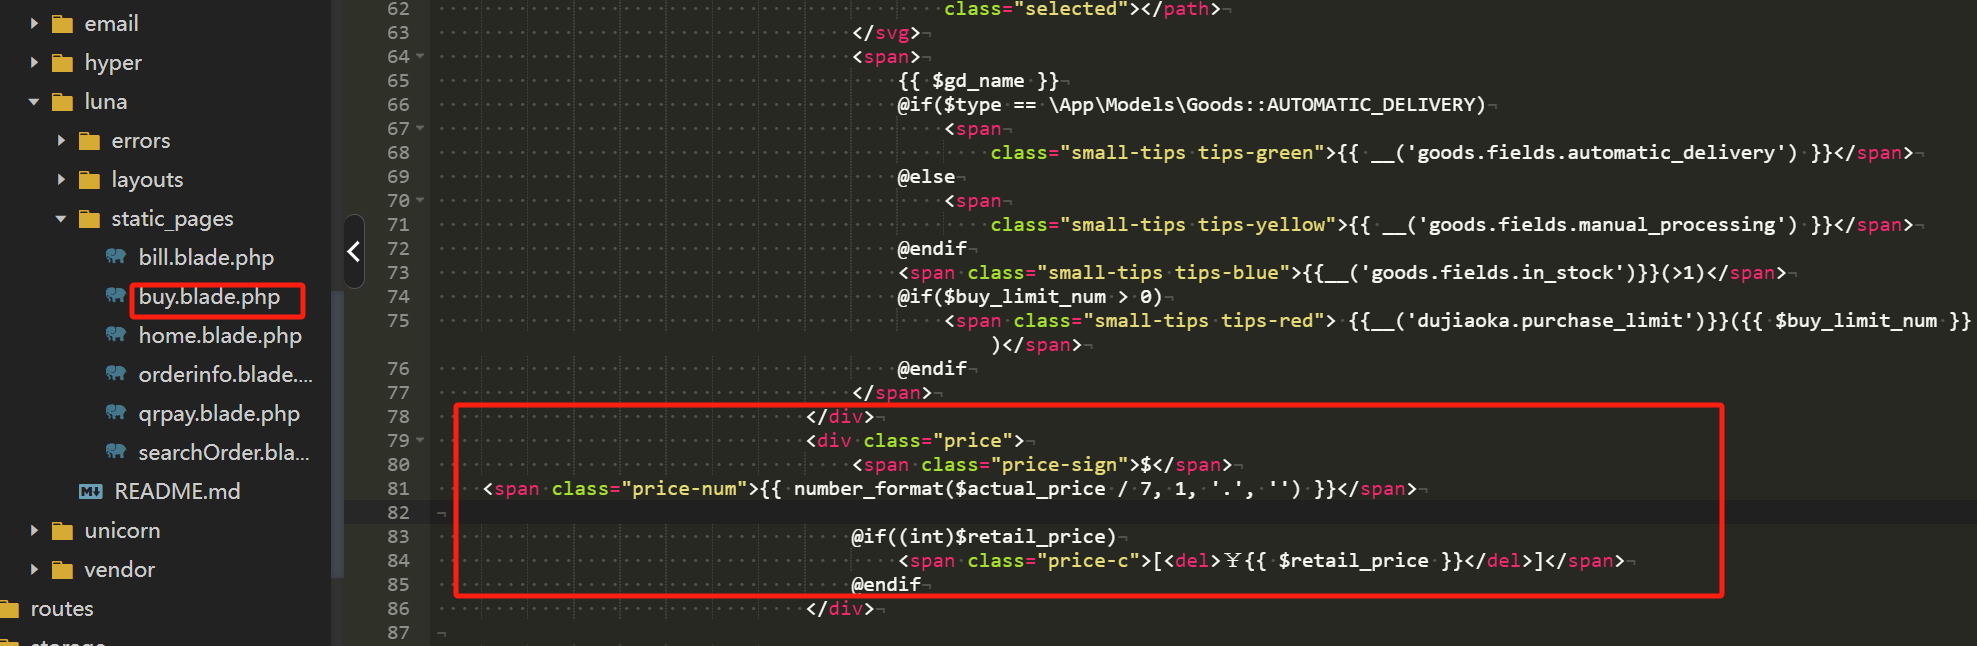 email
hyper
luna
errors
layouts
static_pages
bill.blade.php
buy.blade.php
home.blade.php
orderinfo.blade....
qrpay.blade.php
searchOrder.bla...
README.md
unicorn
vendor
routes
storage
62 class="selected"></path>
63 </svg>
64 <span>
65 {{ $gd_name }}
66 @if($type == \App\Models\Goods::AUTOMATIC_DELIVERY)
67 <span
68 class="small-tips tips-green">{{ __('goods.fields.automatic_delivery') }}</span>
69 @else
70 <span
71 class="small-tips tips-yellow">{{ __('goods.fields.manual_processing') }}</span>
72 @endif
73 <span class="small-tips tips-blue">{{__('goods.fields.in_stock')}}(>1)</span>
74 @if($buy_limit_num > 0)
75 <span class="small-tips tips-red"> {{__('dujiaoka.purchase_limit')}}({{ $buy_limit_num }}
)</span>
76 @endif
77 </span>
78 </div>
79 <div class="price">
80 <span class="price-sign">$</span>
81 <span class="price-num">{{ number_format($actual_price / 7, 1, '.', '') }}</span>
82
83 @if((int)$retail_price)
84 <span class="price-c">[<del>¥{{ $retail_price }}</del>]</span>
85 @endif
86 </div>
87